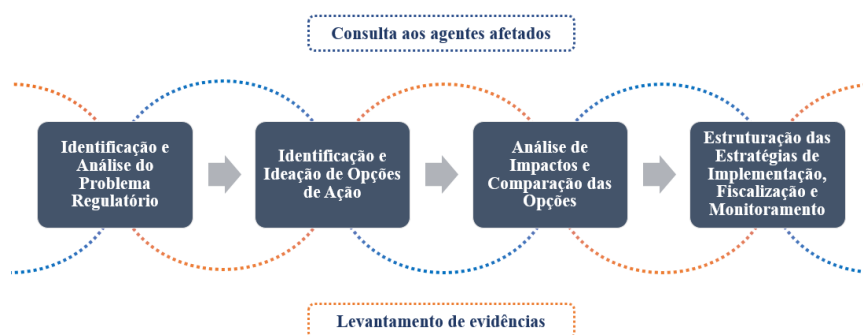 Consulta aos agentes afetados
Identificação e
Análise do
Problema
Regulatório
Identificação e
Ideação de Opções
de Ação
Análise de
Impactos e
Comparação das
Opções
Estruturação das
Estratégias de
Implementação,
Fiscalização e
Monitoramento
Levantamento de evidências